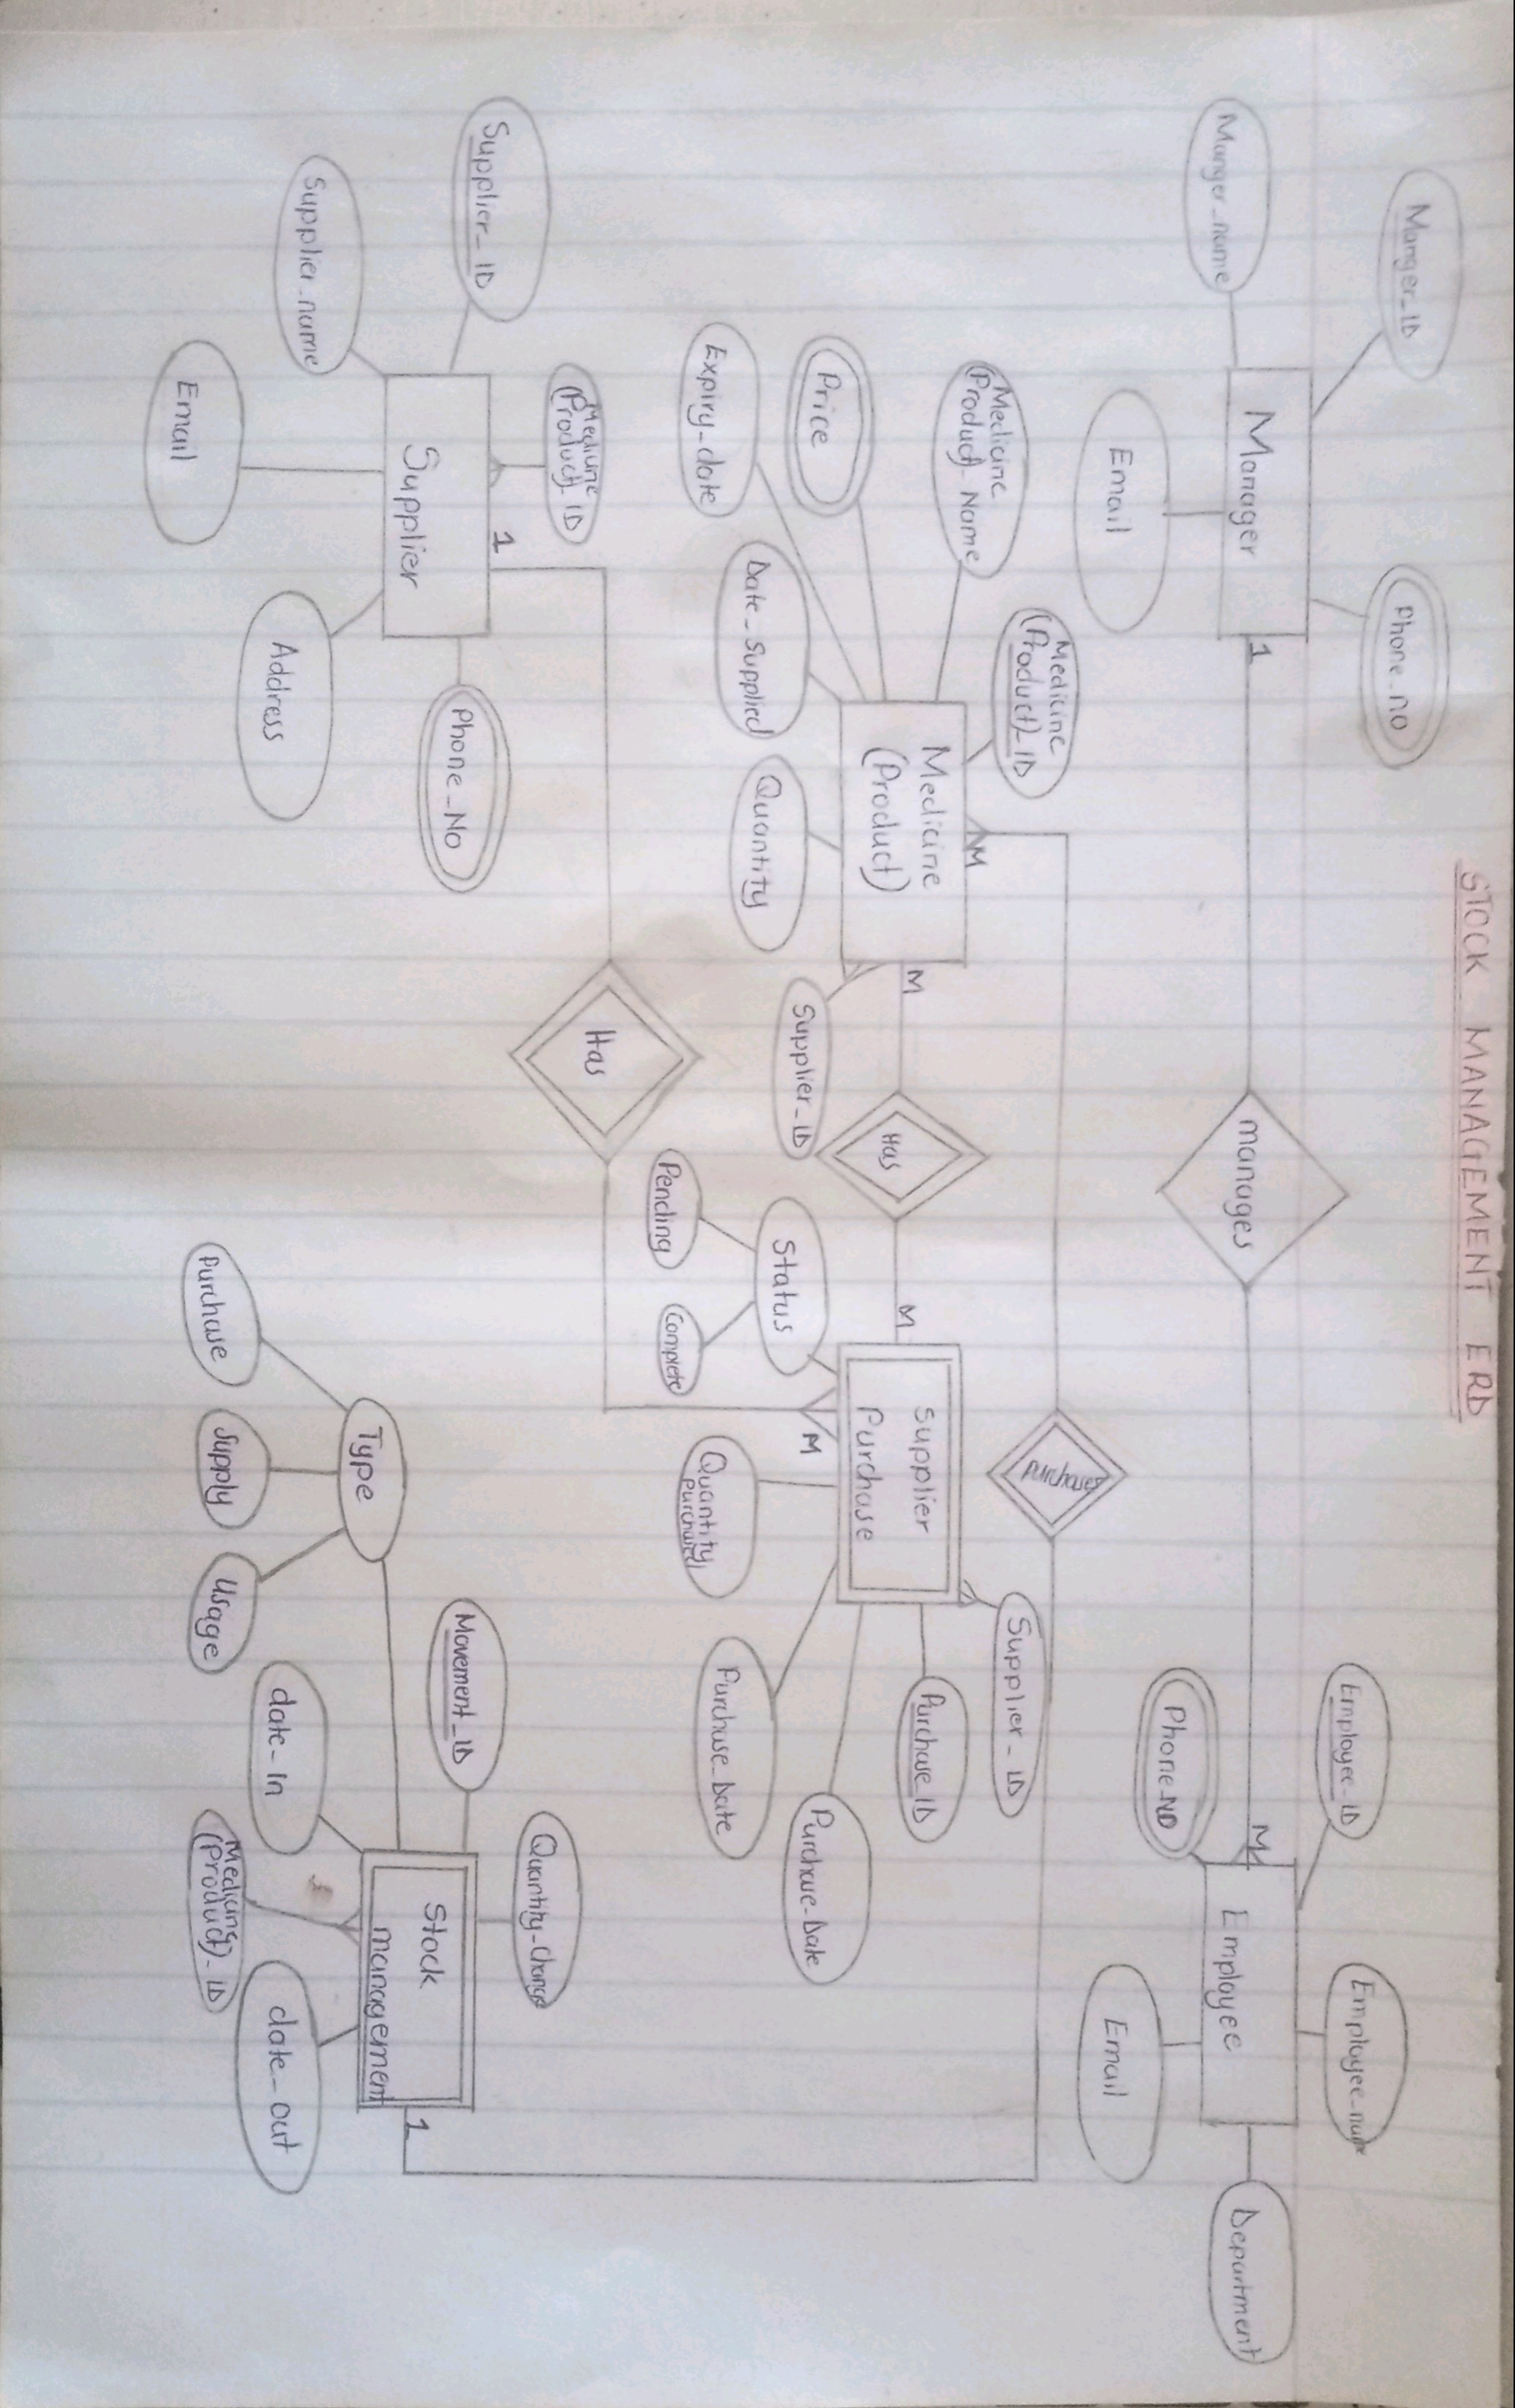 STOCK MANAGEMENT ERD
Manger_ID
Phone_no
Manger_name
Manager
Email
1
manages
M
Employee_ID
Employee_name
Phone_NO
Employee
Email
Department
Medicine
(Product)_ID
Medicine
(Product)_Name
Price
Expiry_date
Date_Supplied
Quantity
Medicine
(Product)
M
M
Supplier_ID
Has
M
purchases
Supplier
Purchase
Supplier_ID
Purchase_ID
Purchase_Date
Purchase_Date
Quantity
purchased
Status
Pending
Complete
M
Supplier_ID
Supplier_name
Medicine
(Product)_ID
Supplier
1
Email
Address
Phone_No
Has
Type
Purchase
Supply
Usage
Movement_ID
Quantity_Change
date_In
Stock
management
1
Medicine
(Product)_ID
date_out